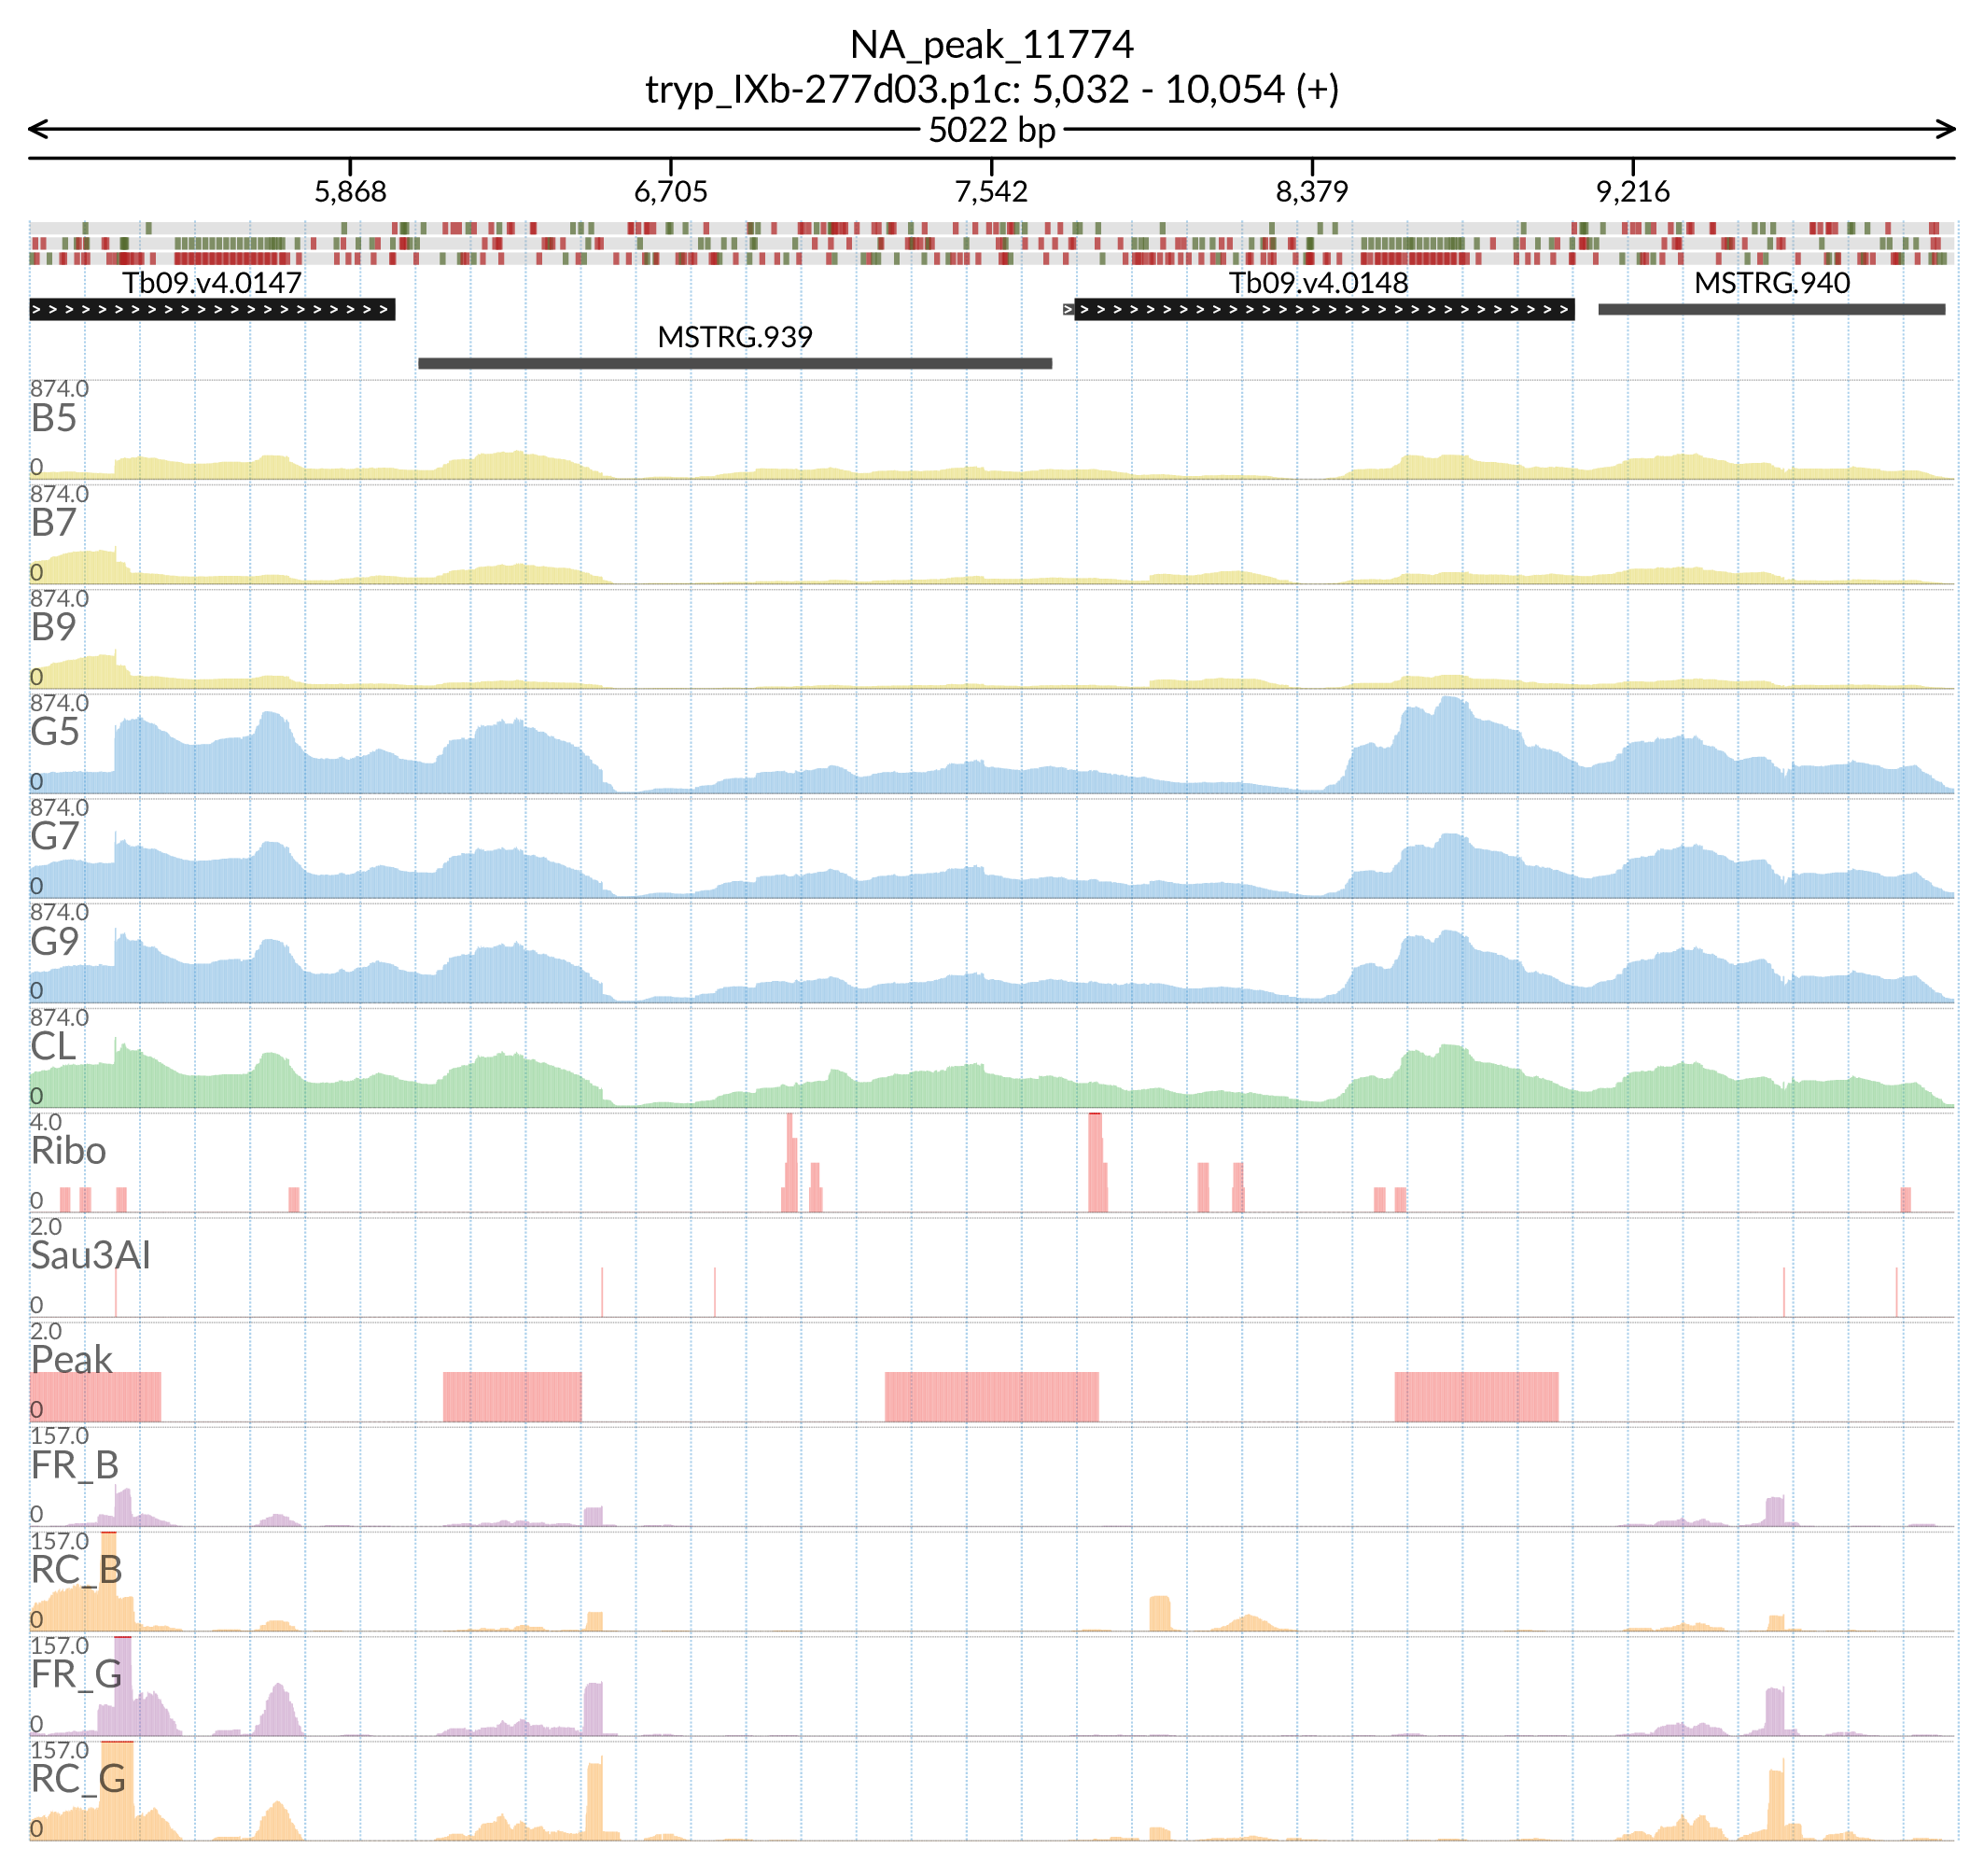 NA_peak_11774
tryp_IXb-277d03.p1c: 5,032 - 10,054 (+)
5022 bp
5,868 6,705 7,542 8,379 9,216
Tb09.v4.0147 Tb09.v4.0148 MSTRG.940
MSTRG.939
874.0
B5
0
874.0
B7
0
874.0
B9
0
874.0
G5
0
874.0
G7
0
874.0
G9
0
874.0
CL
0
4.0
Ribo
0
2.0
Sau3AI
0
2.0
Peak
0
157.0
FR_B
0
157.0
RC_B
0
157.0
FR_G
0
157.0
RC_G
0